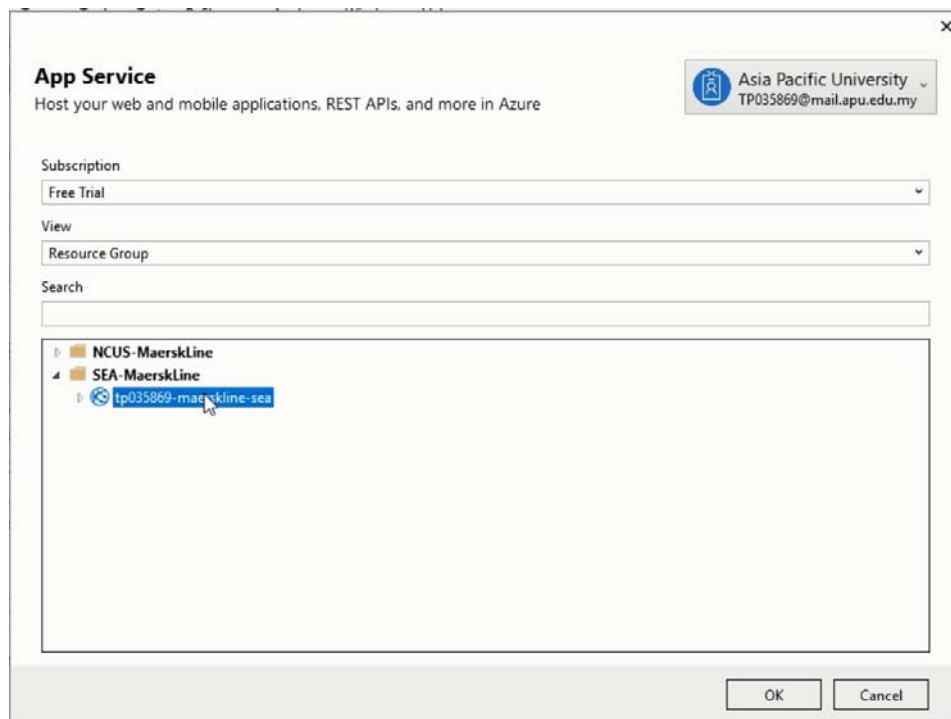 App Service
Host your web and mobile applications, REST APIs, and more in Azure
Asia Pacific University
TP035869@mail.apu.edu.my
Subscription
Free Trial
View
Resource Group
Search
NCUS-MaerskLine
SEA-MaerskLine
tp035869-maerskline-sea
OK
Cancel